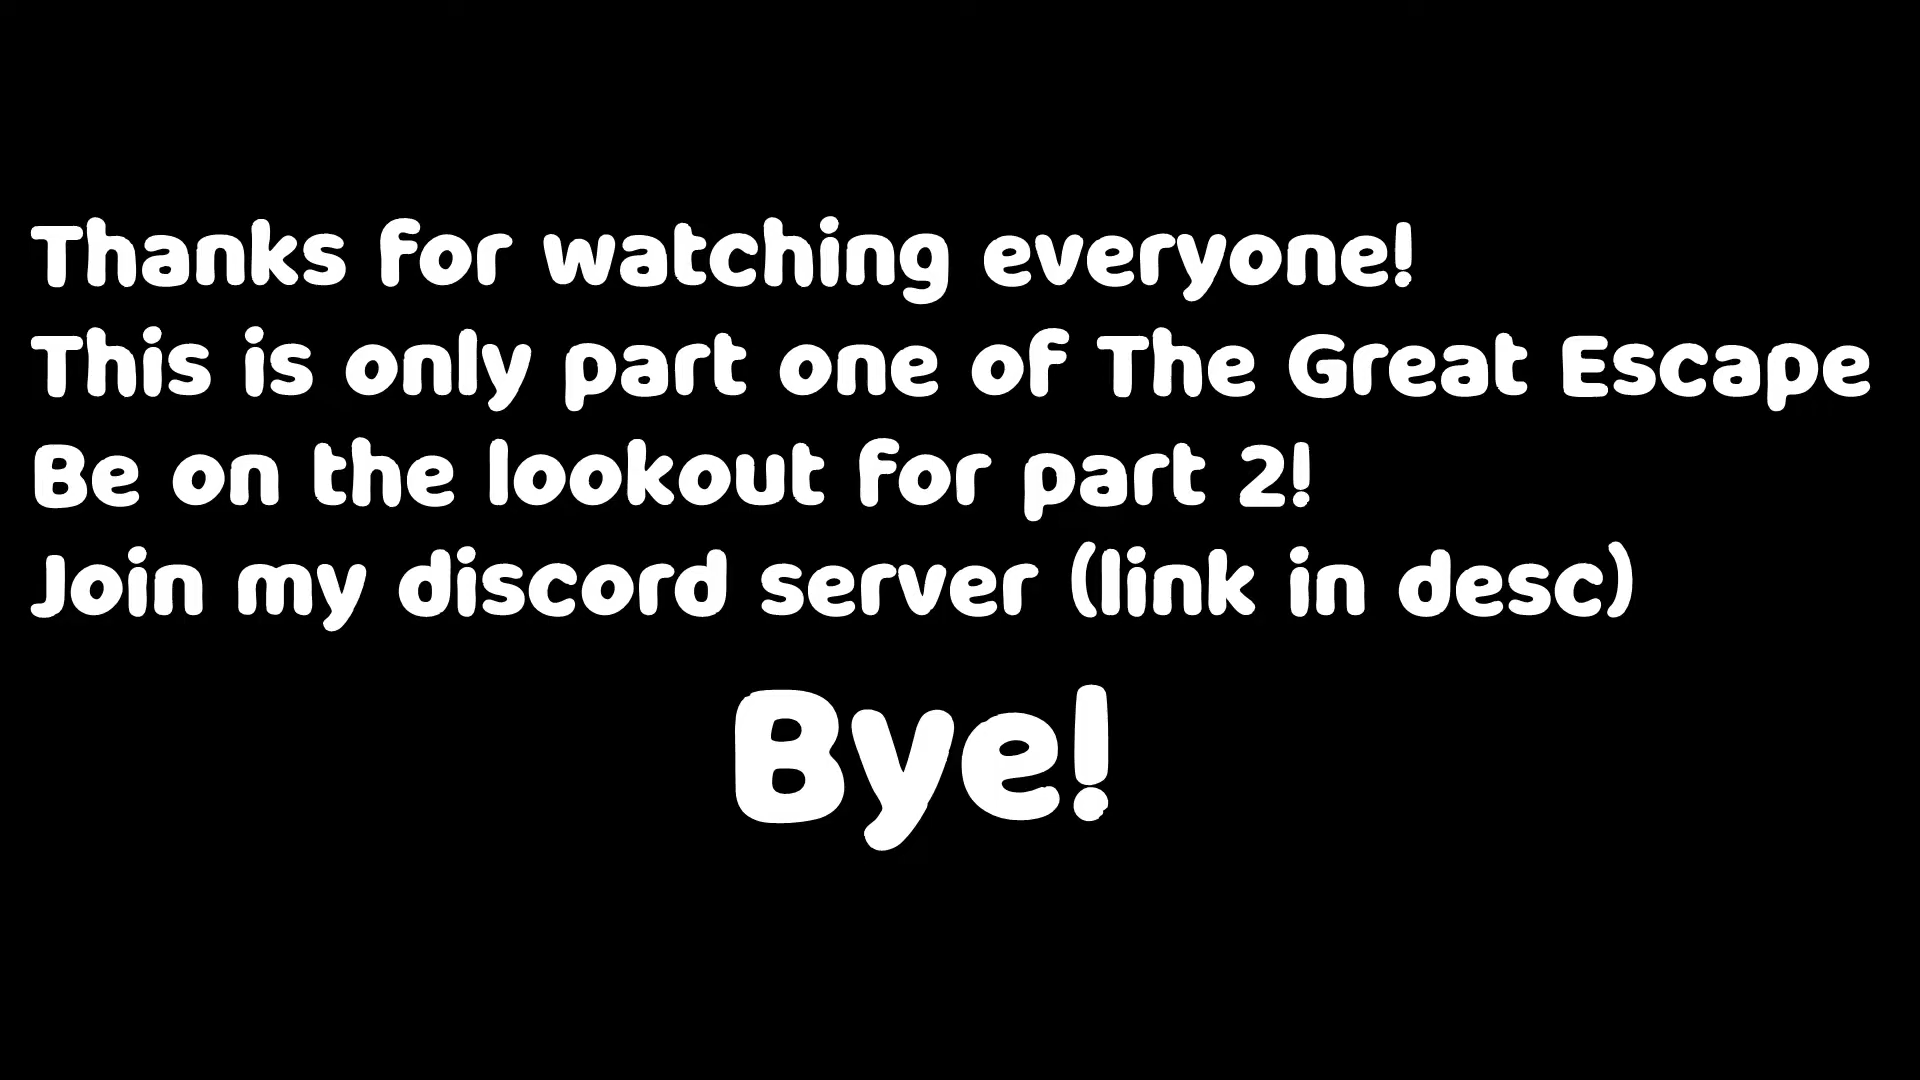 Thanks for watching everyone!
This is only part one of The Great Escape
Be on the lookout for part 2!
Join my discord server (link in desc)
Bye!